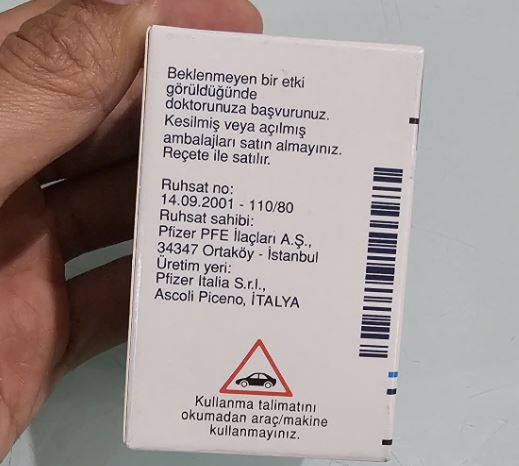 Beklenmeyen bir etki
görüldüğünde
doktorunuza başvurunuz.
Kesilmiş veya açılmış
ambalajları satın almayınız.
Reçete ile satılır.
Ruhsat no:
14.09.2001 - 110/80
Ruhsat sahibi:
Pfizer PFE İlaçları A.Ş.,
34347 Ortaköy - İstanbul
Üretim yeri:
Pfizer Italia S.r.l.,
Ascoli Piceno, İTALYA
Kullanma talimatını
okumadan araç/makine
kullanmayınız.